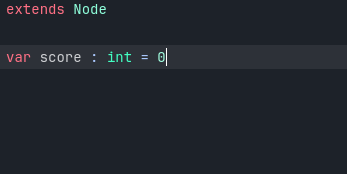 extends Node
var score : int = 0